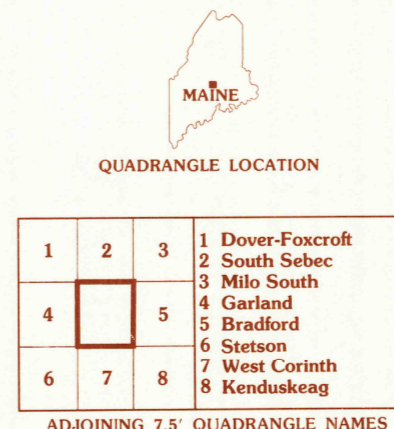 MAINE
QUADRANGLE LOCATION
1 2 3
4 5
6 7 8
1 Dover-Foxcroft
2 South Sebec
3 Milo South
4 Garland
5 Bradford
6 Stetson
7 West Corinth
8 Kenduskeag
ADJOINING 7.5′ QUADRANGLE NAMES